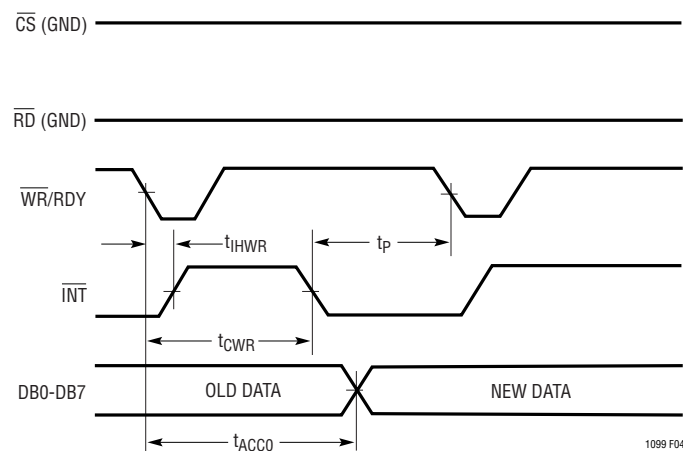 CS (GND)
RD (GND)
WR/RDY
tIHWR
tP
INT
tCWR
DB0-DB7
OLD DATA
NEW DATA
tACC0
1099 F04